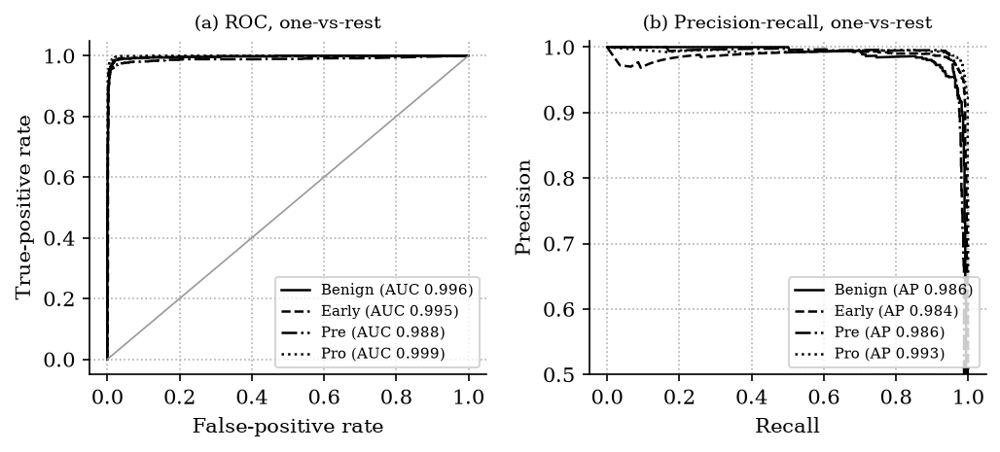 (a) ROC, one-vs-rest
1.0
0.8
0.6
0.4
0.2
0.0
True-positive rate
0.0 0.2 0.4 0.6 0.8 1.0
False-positive rate
Benign (AUC 0.996)
Early (AUC 0.995)
Pre (AUC 0.988)
Pro (AUC 0.999)
(b) Precision-recall, one-vs-rest
1.0
0.9
0.8
0.7
0.6
0.5
Precision
0.0 0.2 0.4 0.6 0.8 1.0
Recall
Benign (AP 0.986)
Early (AP 0.984)
Pre (AP 0.986)
Pro (AP 0.993)